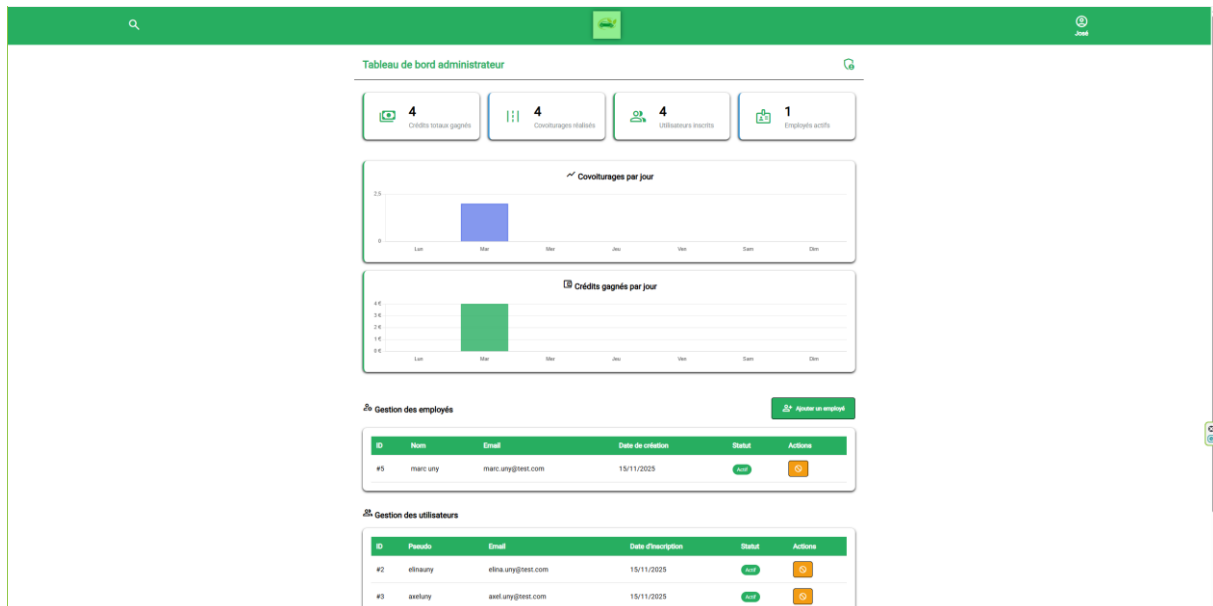 José
Tableau de bord administrateur
4
Crédits totaux gagnés
4
Covoiturages réalisés
4
Utilisateurs inscrits
1
Employés actifs
Covoiturages par jour
2.5
0
Lun Mar Mer Jeu Ven Sam Dim
Crédits gagnés par jour
4 €
3 €
2 €
1 €
0 €
Lun Mar Mer Jeu Ven Sam Dim
Gestion des employés
Ajouter un employé
ID Nom Email Date de création Statut Actions
#5 marc uny marc.uny@test.com 15/11/2025 Actif
Gestion des utilisateurs
ID Pseudo Email Date d'inscription Statut Actions
#2 elinauny elina.uny@test.com 15/11/2025 Actif
#3 axeluny axel.uny@test.com 15/11/2025 Actif